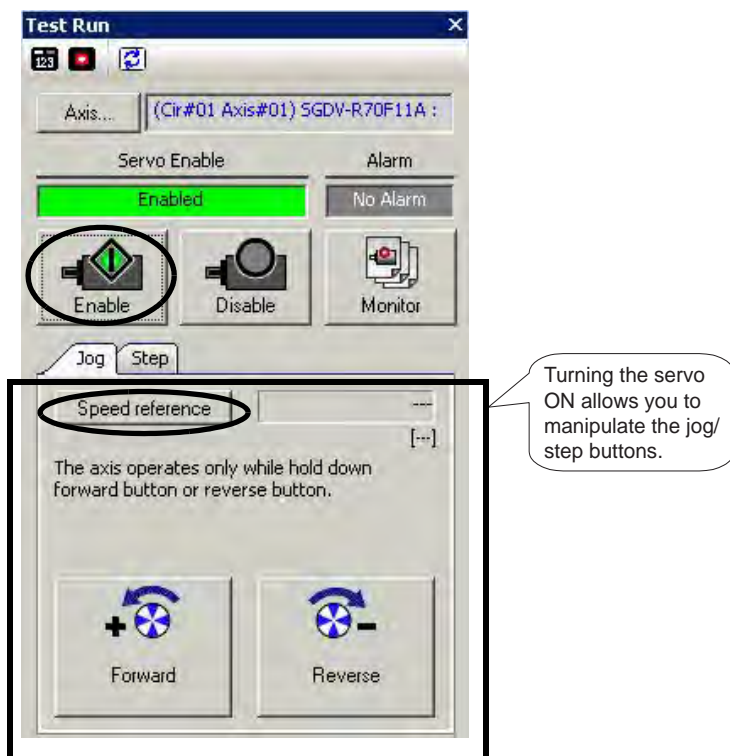 Test Run
123
Axis...
(Cir#01 Axis#01) SGDV-R70F11A :
Servo Enable
Alarm
Enabled
No Alarm
Enable
Disable
Monitor
Jog
Step
Speed reference
---
[---]
The axis operates only while hold down
forward button or reverse button.
+
-
Forward
Reverse
Turning the servo
ON allows you to
manipulate the jog/
step buttons.